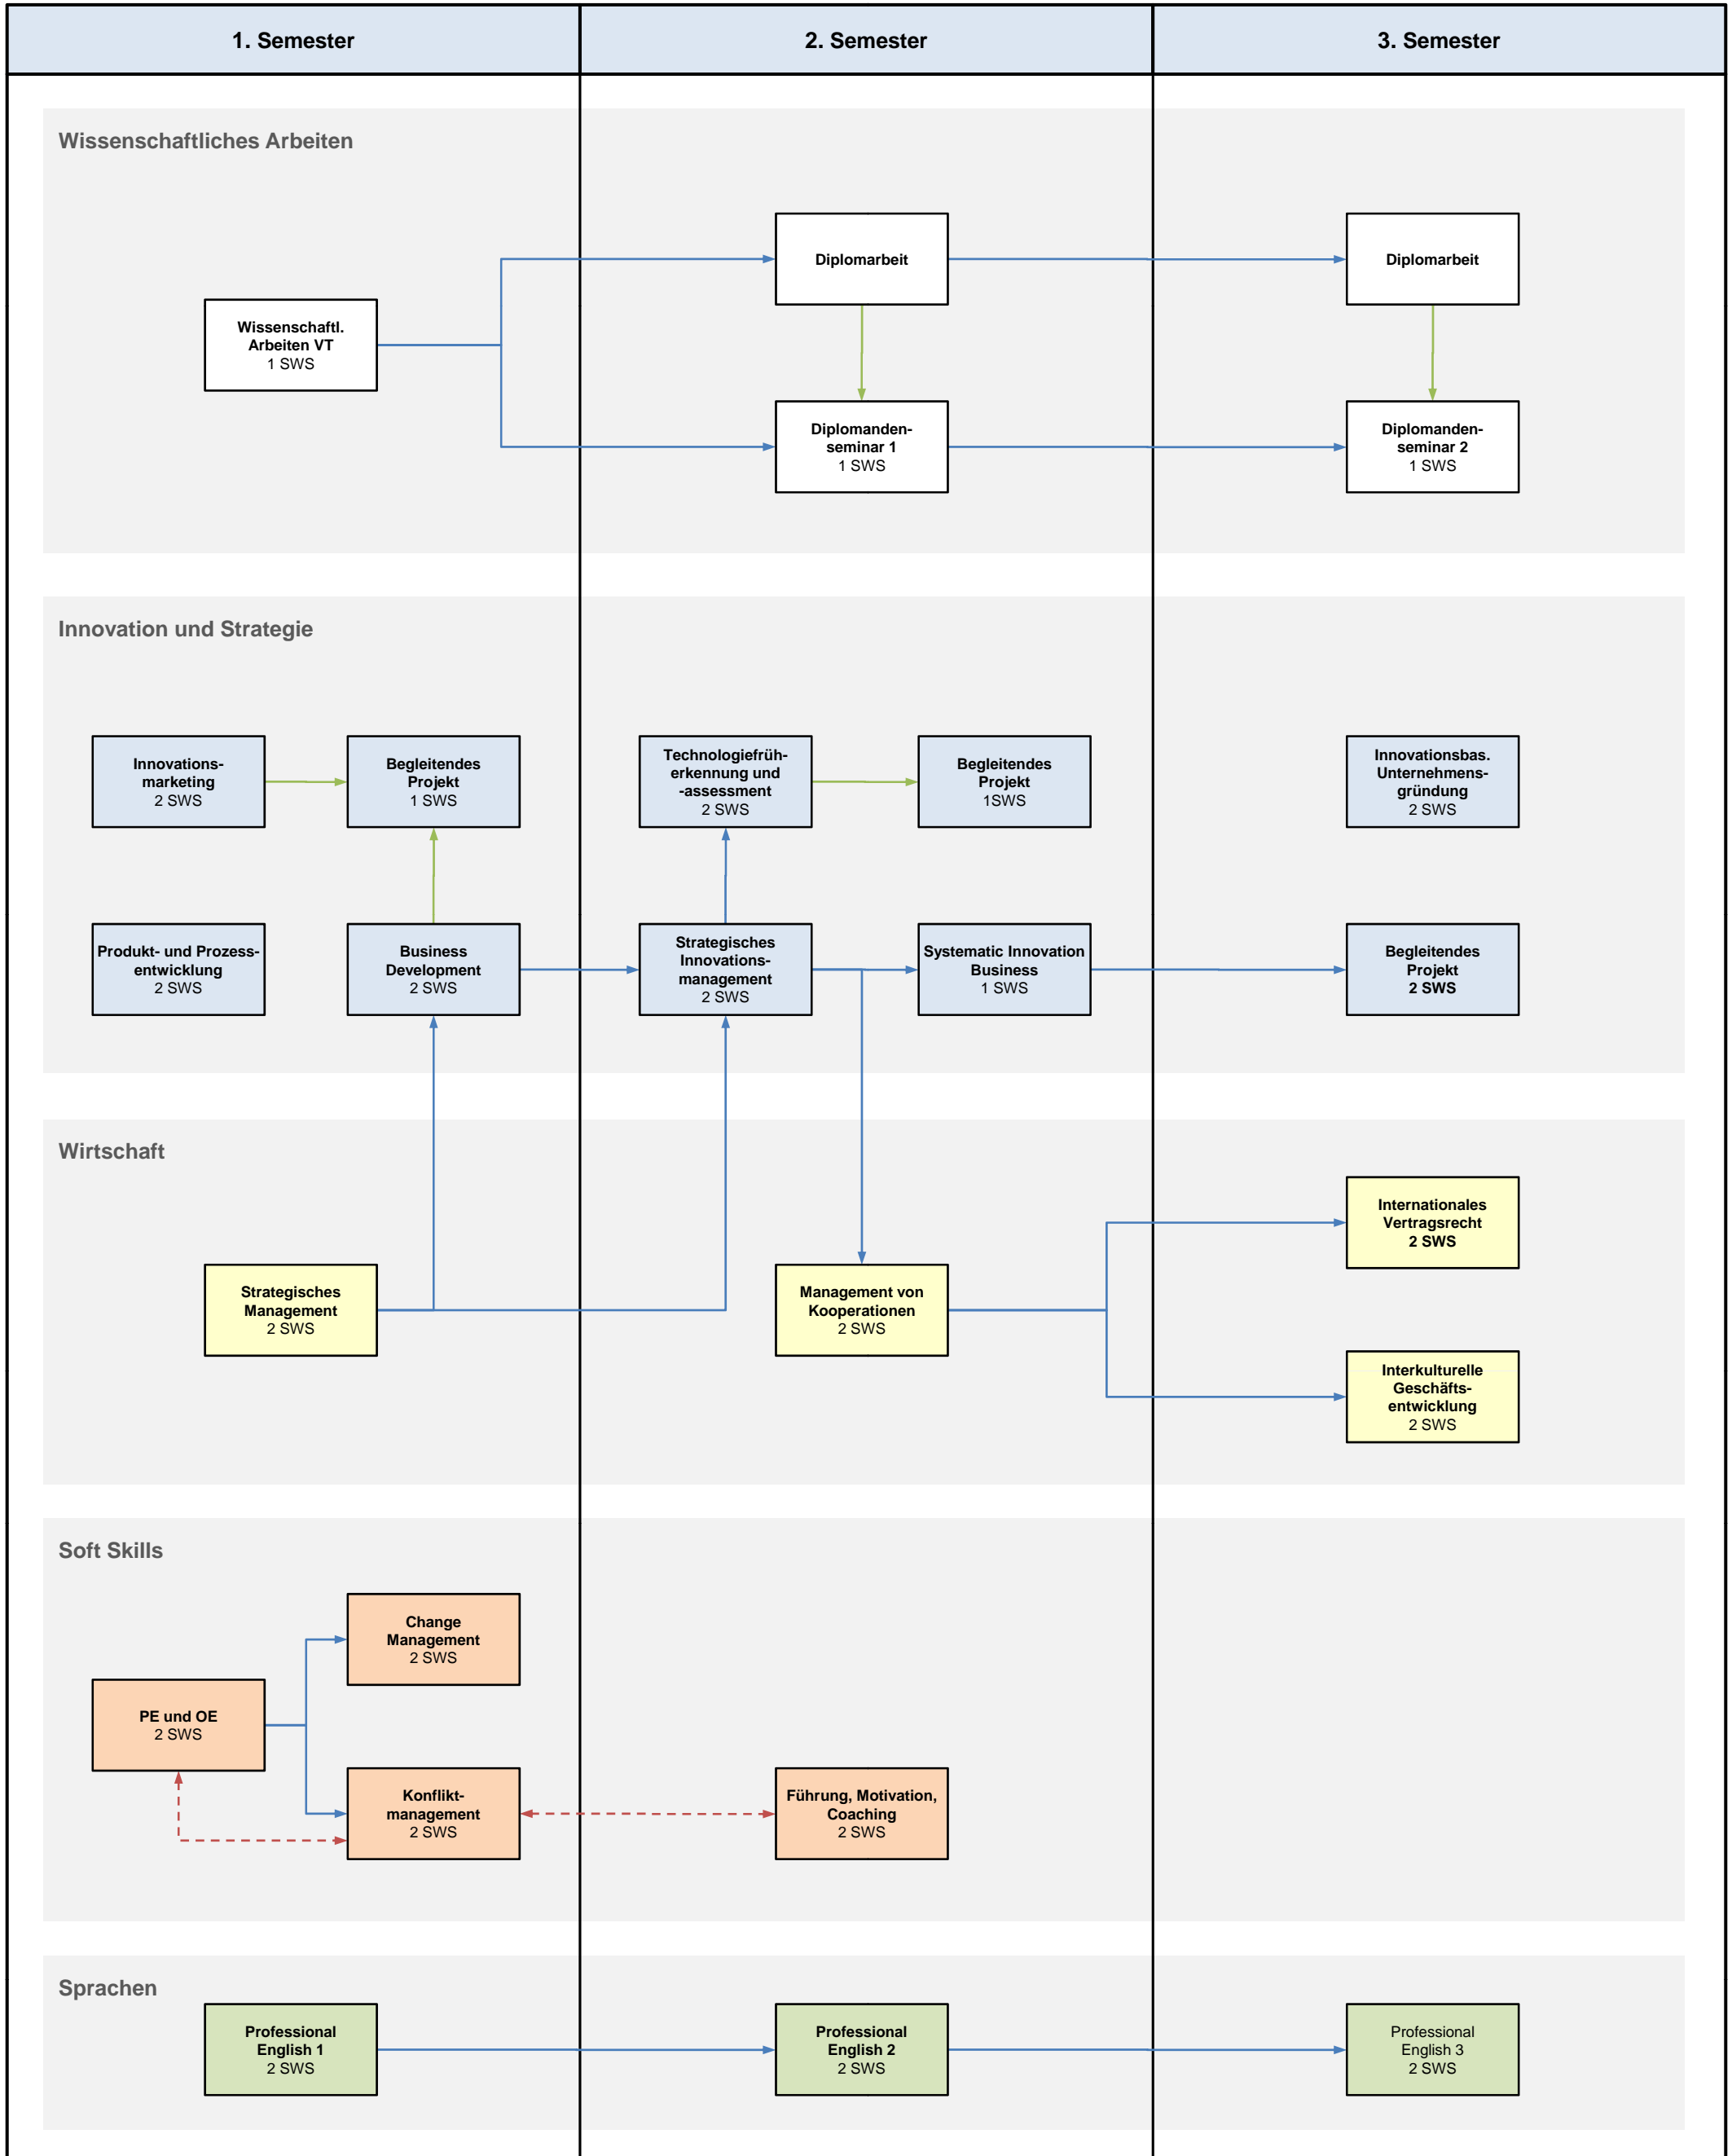 1. Semester
2. Semester
3. Semester
Wissenschaftliches Arbeiten
Wissenschaftl.
Arbeiten VT
1 SWS
Diplomarbeit
Diplomarbeit
Diplomanden-
seminar 1
1 SWS
Diplomanden-
seminar 2
1 SWS
Innovation und Strategie
Innovations-
marketing
2 SWS
Begleitendes
Projekt
1 SWS
Technologiefrüh-
erkennung und
-assessment
2 SWS
Begleitendes
Projekt
1SWS
Innovationsbas.
Unternehmens-
gründung
2 SWS
Produkt- und Prozess-
entwicklung
2 SWS
Business
Development
2 SWS
Strategisches
Innovations-
management
2 SWS
Systematic Innovation
Business
1 SWS
Begleitendes
Projekt
2 SWS
Wirtschaft
Strategisches
Management
2 SWS
Management von
Kooperationen
2 SWS
Internationales
Vertragsrecht
2 SWS
Interkulturelle
Geschäfts-
entwicklung
2 SWS
Soft Skills
PE und OE
2 SWS
Change
Management
2 SWS
Konflikt-
management
2 SWS
Führung, Motivation,
Coaching
2 SWS
Sprachen
Professional
English 1
2 SWS
Professional
English 2
2 SWS
Professional
English 3
2 SWS